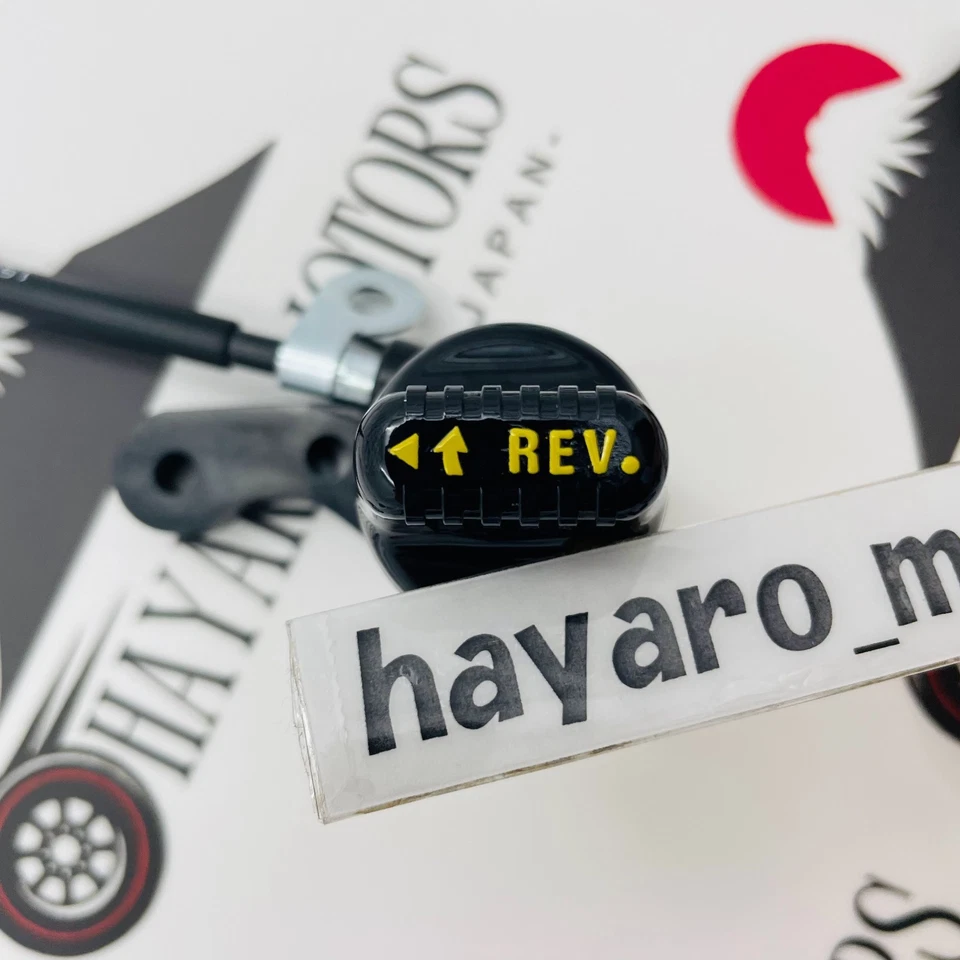 MOTORS
JAPAN.
◀↑ REV.
HAYAR
hayaro_m